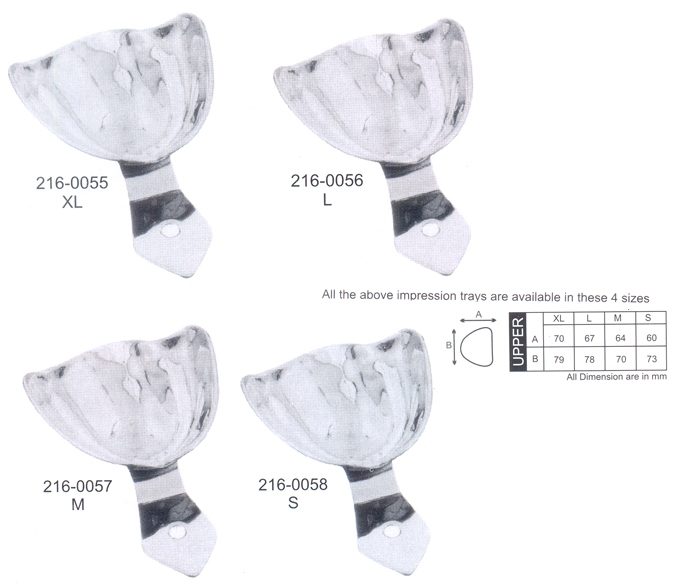 216-0055
XL
216-0056
L
All the above impression trays are available in these 4 sizes
A
B
UPPER
XL L M S
A 70 67 64 60
B 79 78 70 73
All Dimension are in mm
216-0057
M
216-0058
S